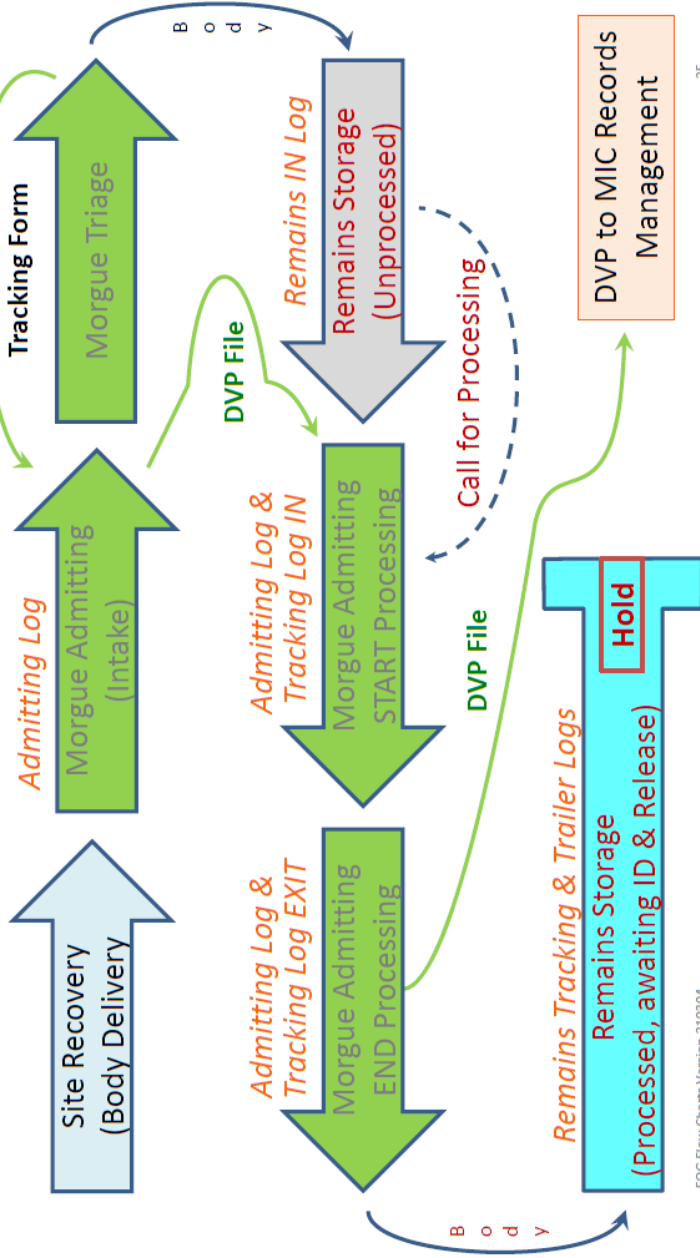 Tracking Form
Admitting Log
Site Recovery
(Body Delivery)
Morgue Admitting
(Intake)
Morgue Triage
B
o
d
y
DVP File
Admitting Log &
Tracking Log EXIT
Admitting Log &
Tracking Log IN
Remains IN Log
Morgue Admitting
END Processing
Morgue Admitting
START Processing
Remains Storage
(Unprocessed)
Call for Processing
DVP File
B
o
d
y
Remains Tracking & Trailer Logs
Remains Storage
(Processed, awaiting ID & Release)
Hold
DVP to MIC Records
Management